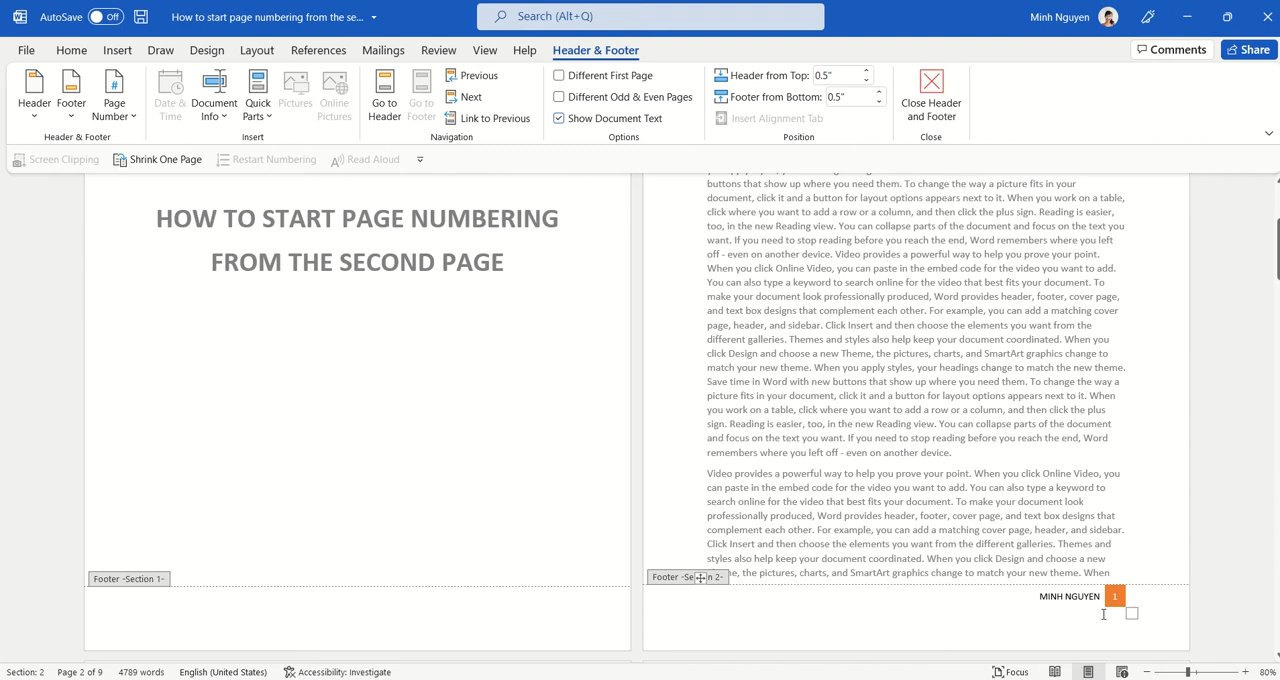 AutoSave Off How to start page numbering from the se... Search (Alt+Q) Minh Nguyen
File Home Insert Draw Design Layout References Mailings Review View Help Header & Footer Comments Share
Header Footer Page Number
Header & Footer
Date & Time Document Info Quick Parts Pictures Online Pictures
Insert
Go to Header Go to Footer
Previous
Next
Link to Previous
Navigation
Different First Page
Different Odd & Even Pages
Show Document Text
Options
Header from Top: 0.5"
Footer from Bottom: 0.5"
Insert Alignment Tab
Position
Close Header and Footer
Close
Screen Clipping Shrink One Page Restart Numbering Read Aloud
HOW TO START PAGE NUMBERING
FROM THE SECOND PAGE
Footer -Section 1-
buttons that show up where you need them. To change the way a picture fits in your
document, click it and a button for layout options appears next to it. When you work on a table,
click where you want to add a row or a column, and then click the plus sign. Reading is easier,
too, in the new Reading view. You can collapse parts of the document and focus on the text you
want. If you need to stop reading before you reach the end, Word remembers where you left
off - even on another device. Video provides a powerful way to help you prove your point.
When you click Online Video, you can paste in the embed code for the video you want to add.
You can also type a keyword to search online for the video that best fits your document. To
make your document look professionally produced, Word provides header, footer, cover page,
and text box designs that complement each other. For example, you can add a matching cover
page, header, and sidebar. Click Insert and then choose the elements you want from the
different galleries. Themes and styles also help keep your document coordinated. When you
click Design and choose a new Theme, the pictures, charts, and SmartArt graphics change to
match your new theme. When you apply styles, your headings change to match the new theme.
Save time in Word with new buttons that show up where you need them. To change the way a
picture fits in your document, click it and a button for layout options appears next to it. When
you work on a table, click where you want to add a row or a column, and then click the plus
sign. Reading is easier, too, in the new Reading view. You can collapse parts of the document
and focus on the text you want. If you need to stop reading before you reach the end, Word
remembers where you left off - even on another device.
Video provides a powerful way to help you prove your point. When you click Online Video, you
can paste in the embed code for the video you want to add. You can also type a keyword to
search online for the video that best fits your document. To make your document look
professionally produced, Word provides header, footer, cover page, and text box designs that
complement each other. For example, you can add a matching cover page, header, and sidebar.
Click Insert and then choose the elements you want from the different galleries. Themes and
styles also help keep your document coordinated. When you click Design and choose a new
the pictures, charts, and SmartArt graphics change to match your new theme. When
Footer -Se n 2-
MINH NGUYEN 1
Section: 2 Page 2 of 9 4789 words English (United States) Accessibility: Investigate Focus 80%